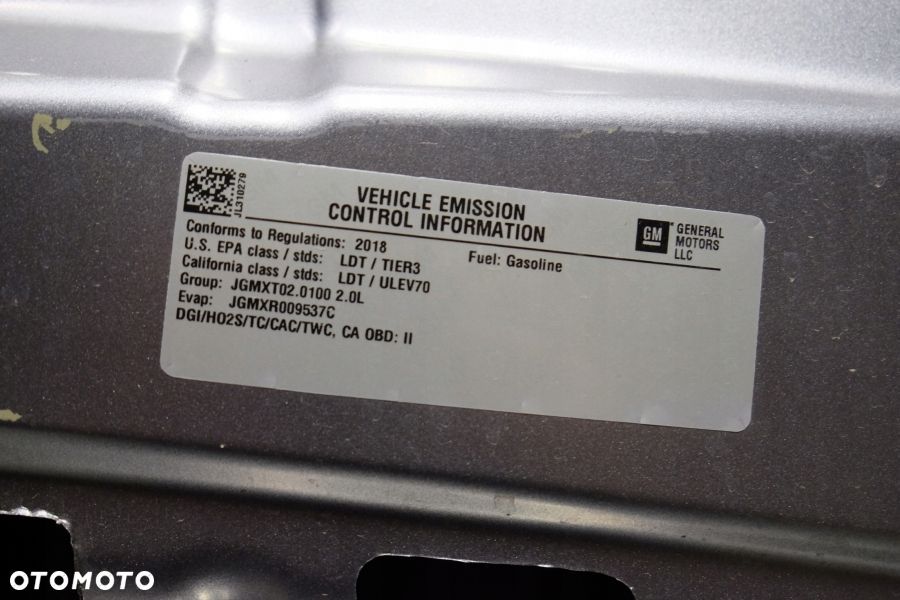 JL310279
VEHICLE EMISSION
CONTROL INFORMATION
GM
GENERAL
MOTORS
LLC
Conforms to Regulations: 2018
Fuel: Gasoline
U.S. EPA class / stds: LDT / TIER3
California class / stds: LDT / ULEV70
Group: JGMXT02.0100 2.0L
Evap: JGMXR009537C
DGI/HO2S/TC/CAC/TWC, CA OBD: II
OTOMOTO